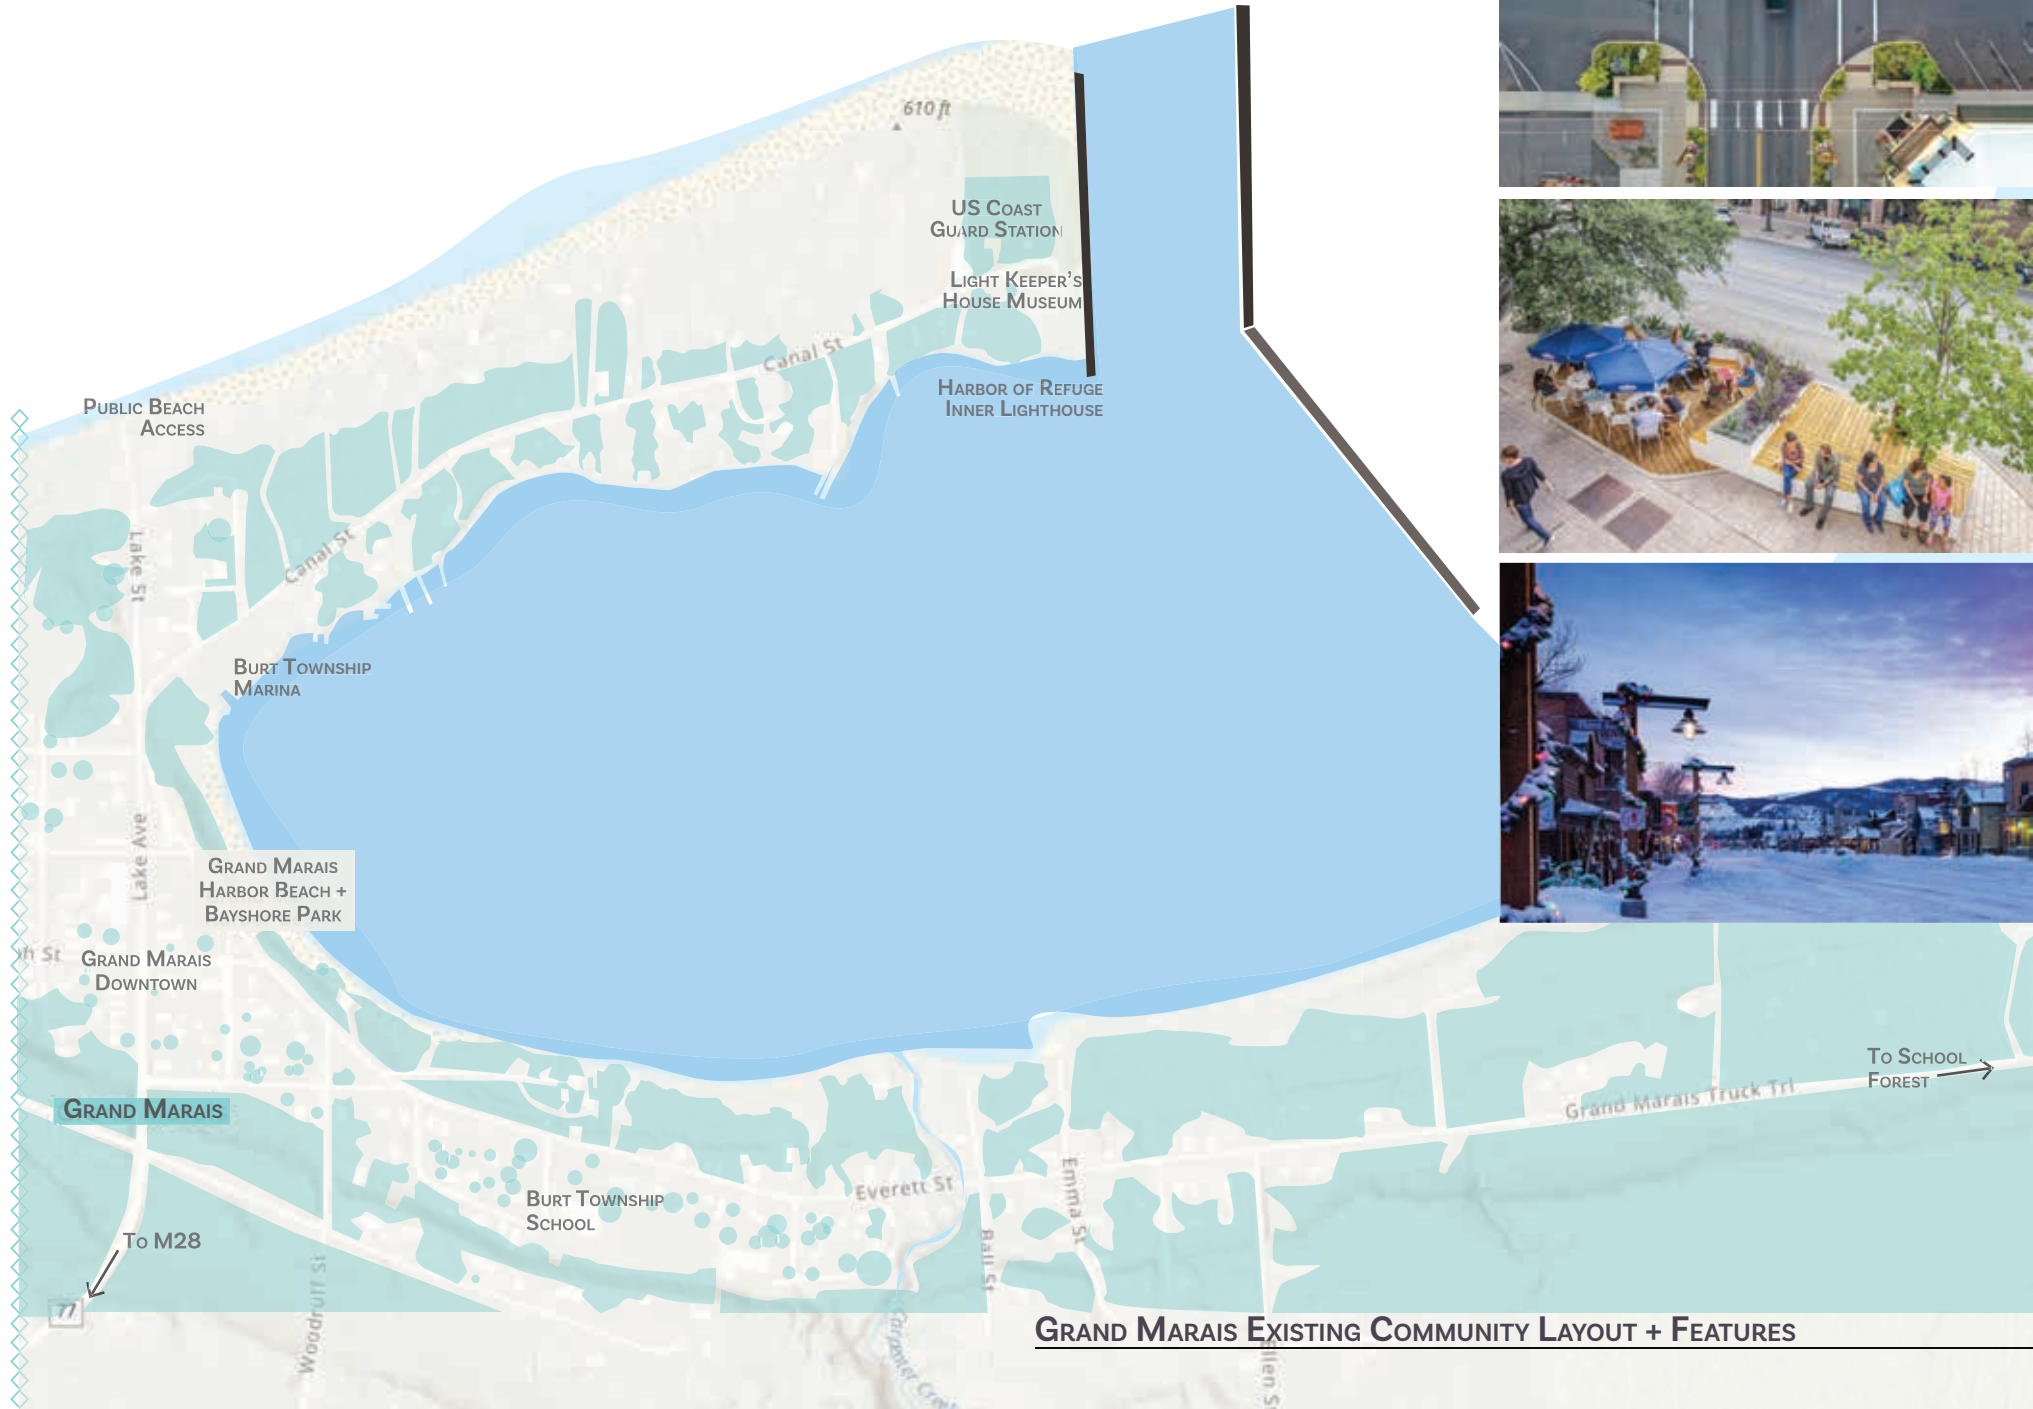 610 ft
US Coast
Guard Station
Light Keeper's
House Museum
Canal St
Harbor of Refuge
Inner Lighthouse
Public Beach
Access
Lake St
Canal St
Burt Township
Marina
Lake Ave
Grand Marais
Harbor Beach +
Bayshore Park
Grand Marais
Downtown
h St
To School
Forest
Grand Marais Truck Trl
Grand Marais
Everett St
Emma St
Burt Township
School
Ball St
To M28
77
Woodruff St
Grand Marais Existing Community Layout + Features
Ellen S